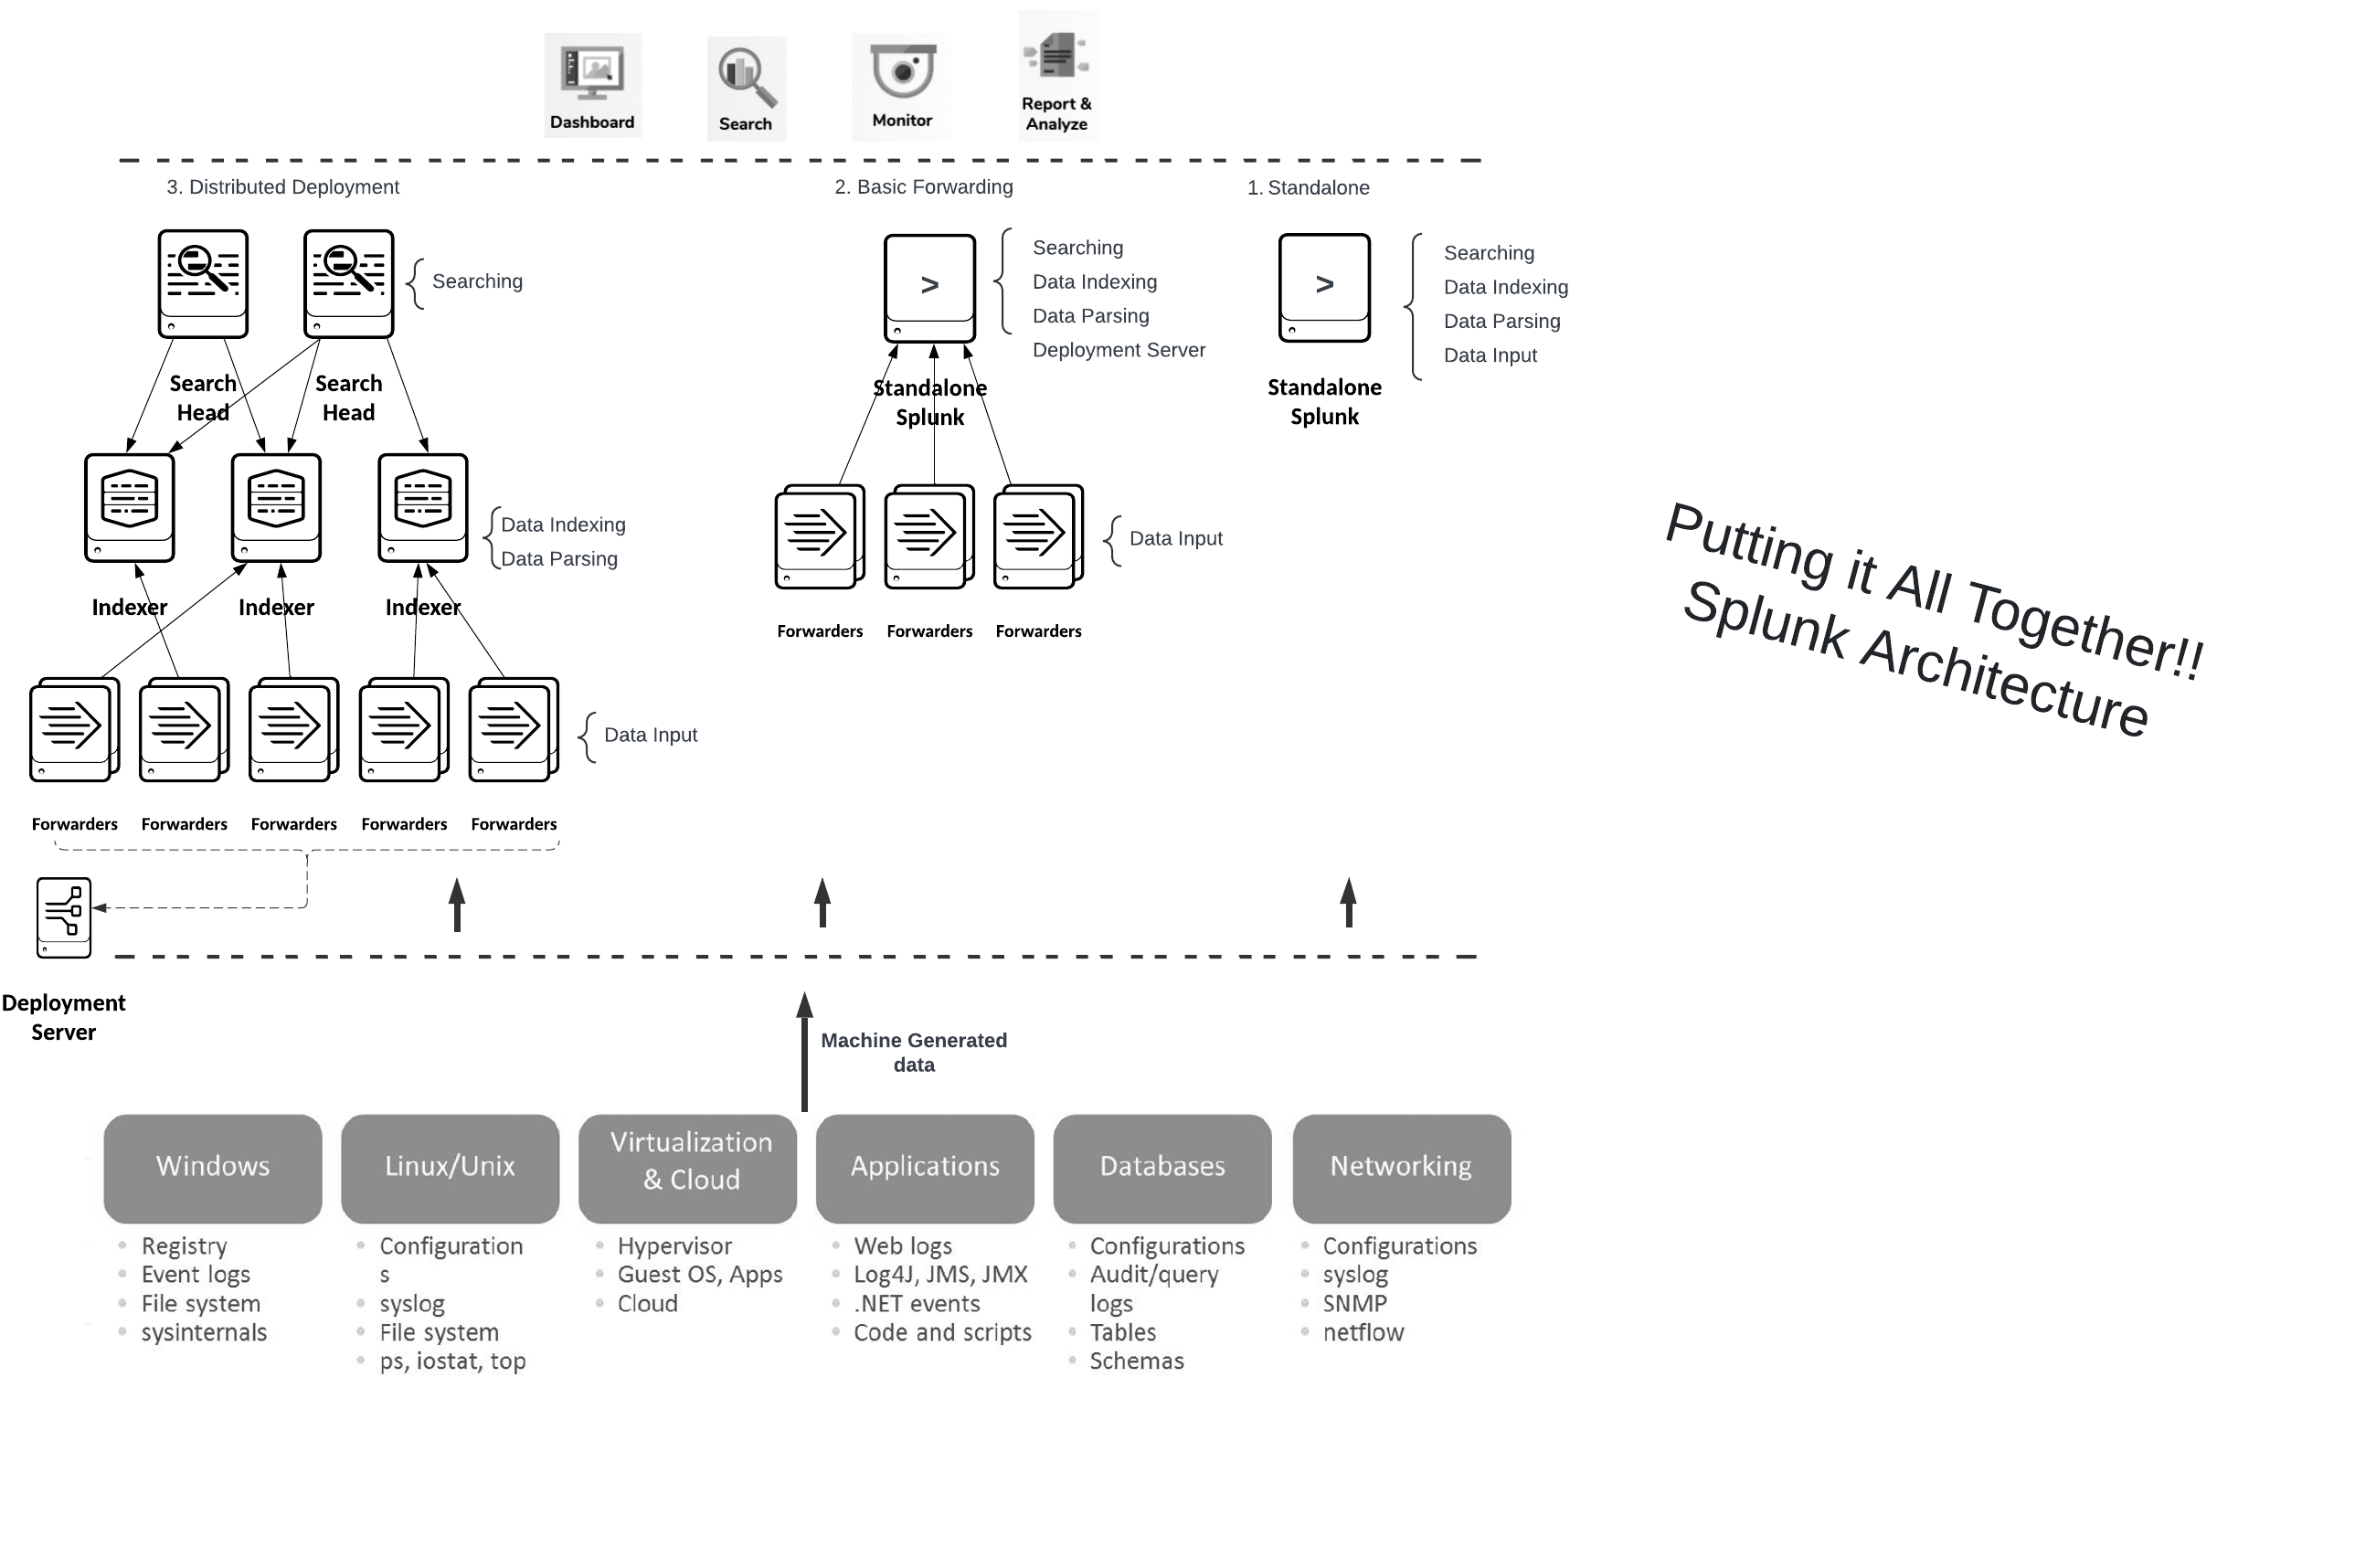 Dashboard
Search
Monitor
Report &
Analyze
3. Distributed Deployment
2. Basic Forwarding
1. Standalone
Searching
Searching
Data Indexing
Data Parsing
Deployment Server
Searching
Data Indexing
Data Parsing
Data Input
Search
Head
Search
Head
Standalone
Splunk
Standalone
Splunk
Data Indexing
Data Parsing
Data Input
Indexer
Indexer
Indexer
Forwarders
Forwarders
Forwarders
Putting it All Together!!
Splunk Architecture
Data Input
Forwarders
Forwarders
Forwarders
Forwarders
Forwarders
Deployment
Server
Machine Generated
data
Windows
Registry
Event logs
File system
sysinternals
Linux/Unix
Configuration
s
syslog
File system
ps, iostat, top
Virtualization
& Cloud
Hypervisor
Guest OS, Apps
Cloud
Applications
Web logs
Log4J, JMS, JMX
.NET events
Code and scripts
Databases
Configurations
Audit/query
logs
Tables
Schemas
Networking
Configurations
syslog
SNMP
netflow